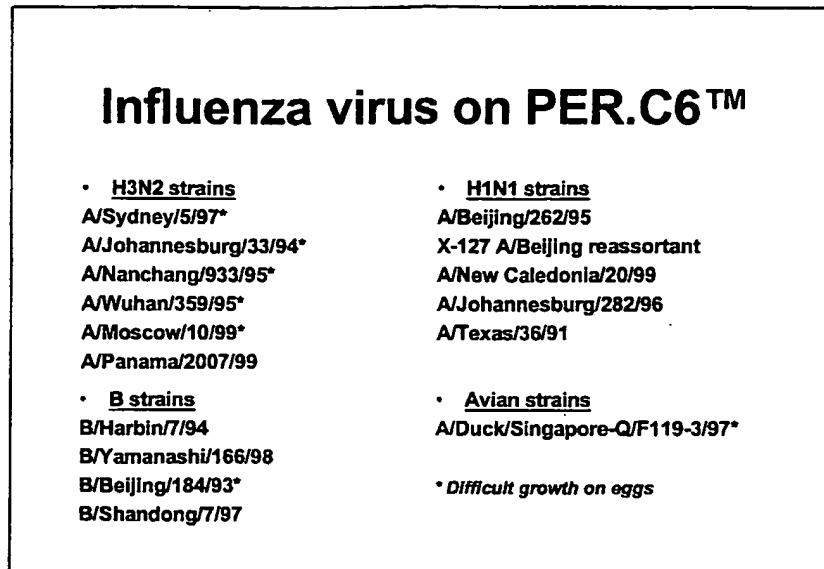 Influenza virus on PER.C6™
• H3N2 strains
A/Sydney/5/97*
A/Johannesburg/33/94*
A/Nanchang/933/95*
A/Wuhan/359/95*
A/Moscow/10/99*
A/Panama/2007/99
• B strains
B/Harbin/7/94
B/Yamanashi/166/98
B/Beijing/184/93*
B/Shandong/7/97
• H1N1 strains
A/Beijing/262/95
X-127 A/Beijing reassortant
A/New Caledonia/20/99
A/Johannesburg/282/96
A/Texas/36/91
• Avian strains
A/Duck/Singapore-Q/F119-3/97*
* Difficult growth on eggs